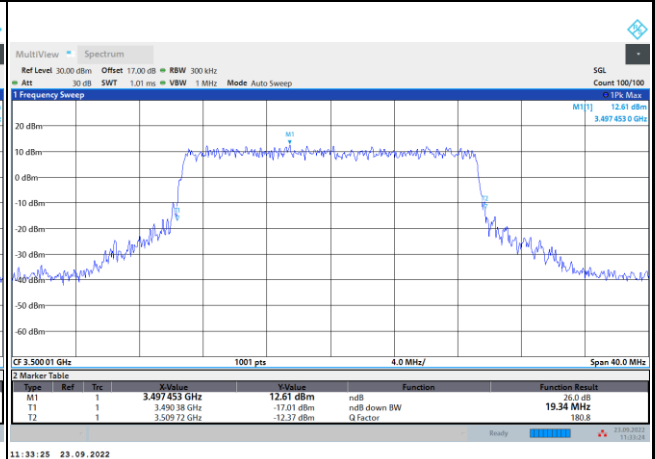 MultiView Spectrum
Ref Level 30.00 dBm Offset 17.00 dB RBW 300 kHz SGL
Att 30 dB SWT 1.01 ms VBW 1 MHz Mode Auto Sweep Count 100/100
1 Frequency Sweep 1Pk Max
M1[1] 12.61 dBm
3.497 453 0 GHz
20 dBm
M1
10 dBm
0 dBm
-10 dBm
T1
T2
-20 dBm
-30 dBm
-40 dBm
-50 dBm
-60 dBm
CF 3.500 01 GHz 1001 pts 4.0 MHz/ Span 40.0 MHz
2 Marker Table
Type Ref Trc X-Value Y-Value Function Function Result
M1 1 3.497 453 GHz 12.61 dBm ndB 26.0 dB
T1 1 3.490 38 GHz -17.01 dBm ndB down BW 19.34 MHz
T2 1 3.509 72 GHz -12.37 dBm Q Factor 180.8
Ready 23.09.2022
11:33:24
11:33:25 23.09.2022